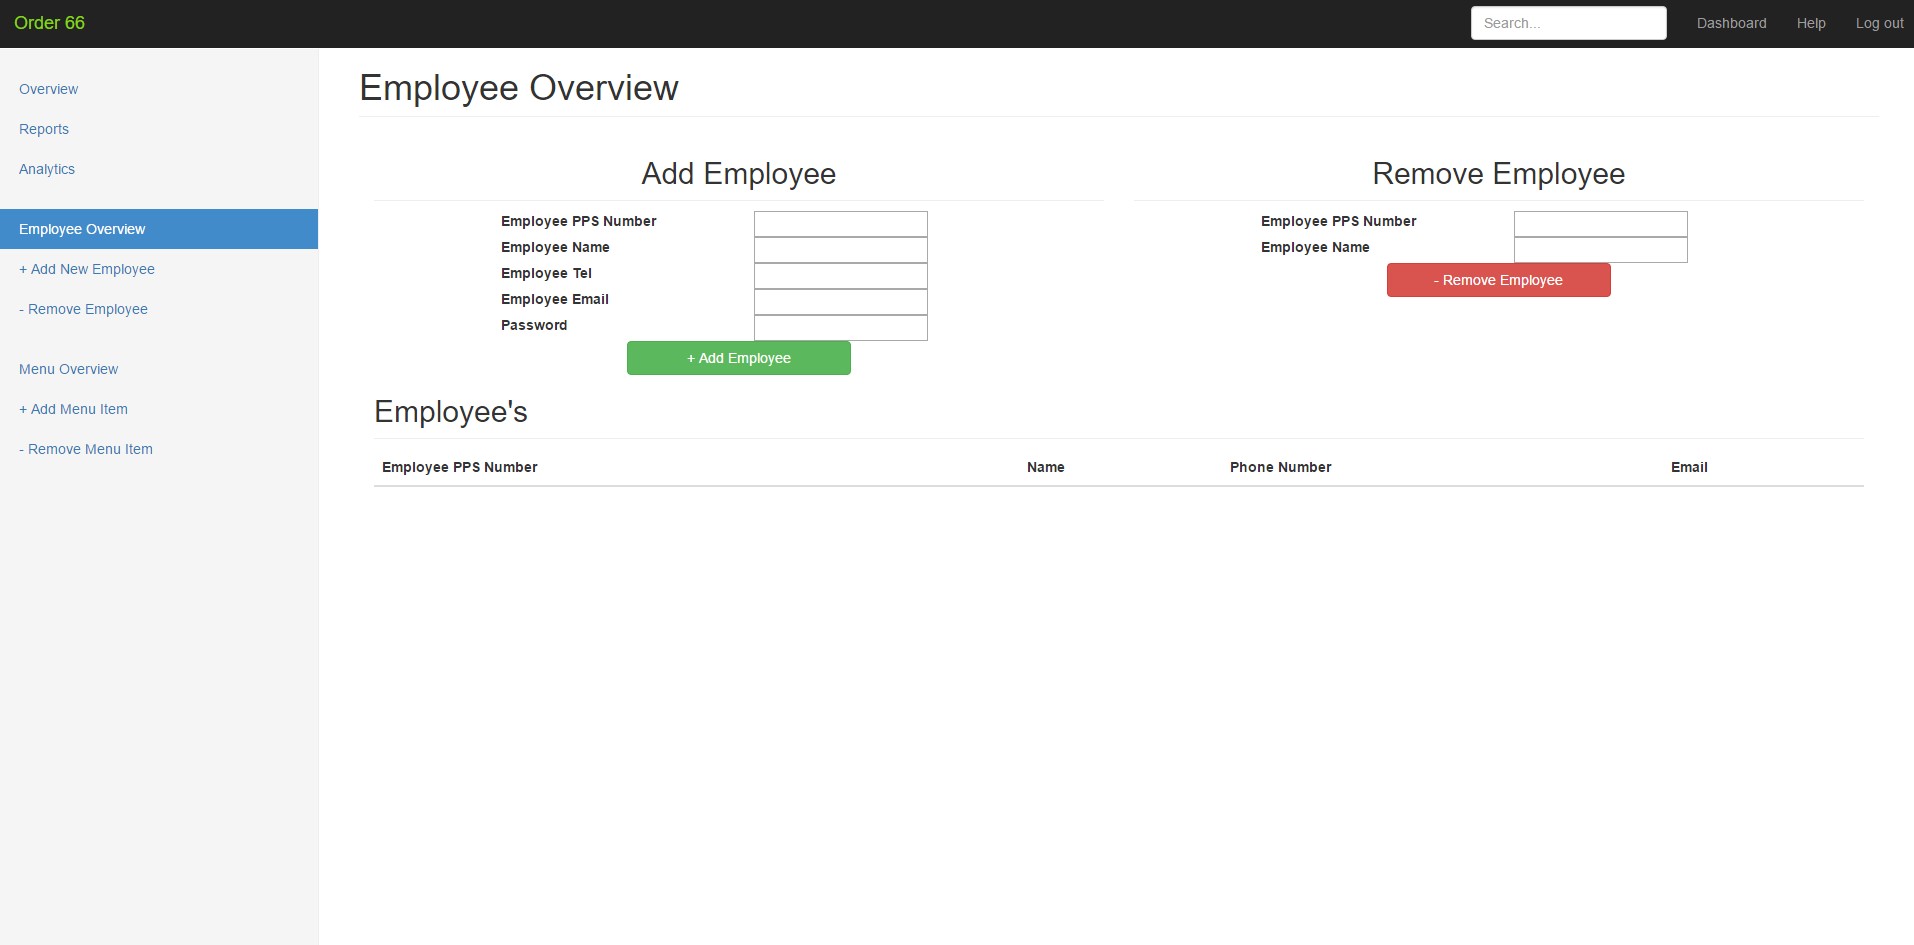 Order 66
Search...
Dashboard
Help
Log out
Overview
Reports
Analytics
Employee Overview
+ Add New Employee
- Remove Employee
Menu Overview
+ Add Menu Item
- Remove Menu Item
Employee Overview
Add Employee
Employee PPS Number
Employee Name
Employee Tel
Employee Email
Password
+ Add Employee
Remove Employee
Employee PPS Number
Employee Name
- Remove Employee
Employee's
Employee PPS Number Name Phone Number Email